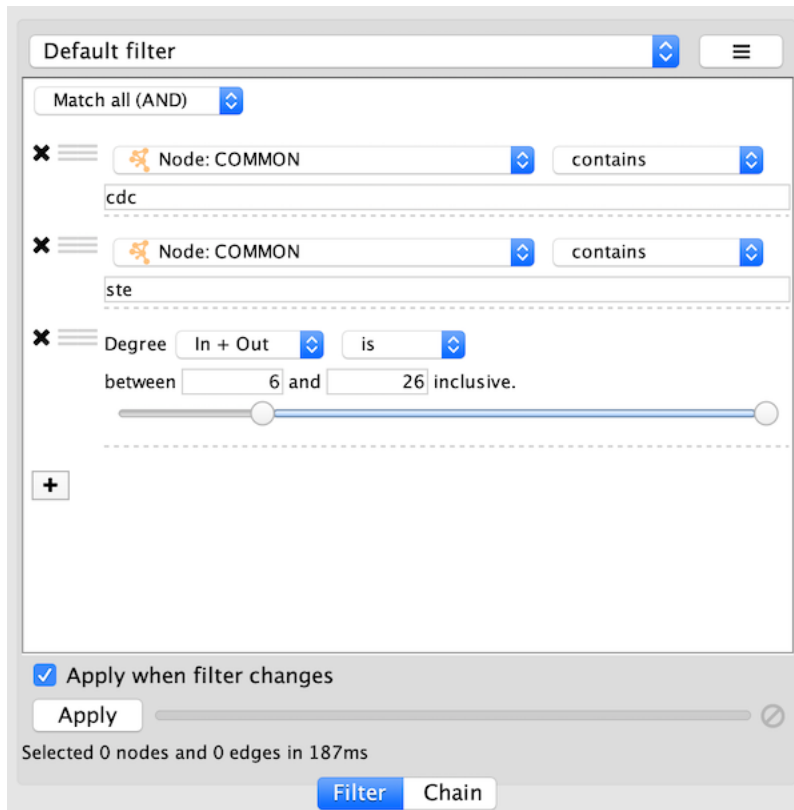 Default filter
Match all (AND)
Node: COMMON contains
cdc
Node: COMMON contains
ste
Degree In + Out is
between 6 and 26 inclusive.
Apply when filter changes
Apply
Selected 0 nodes and 0 edges in 187ms
Filter Chain